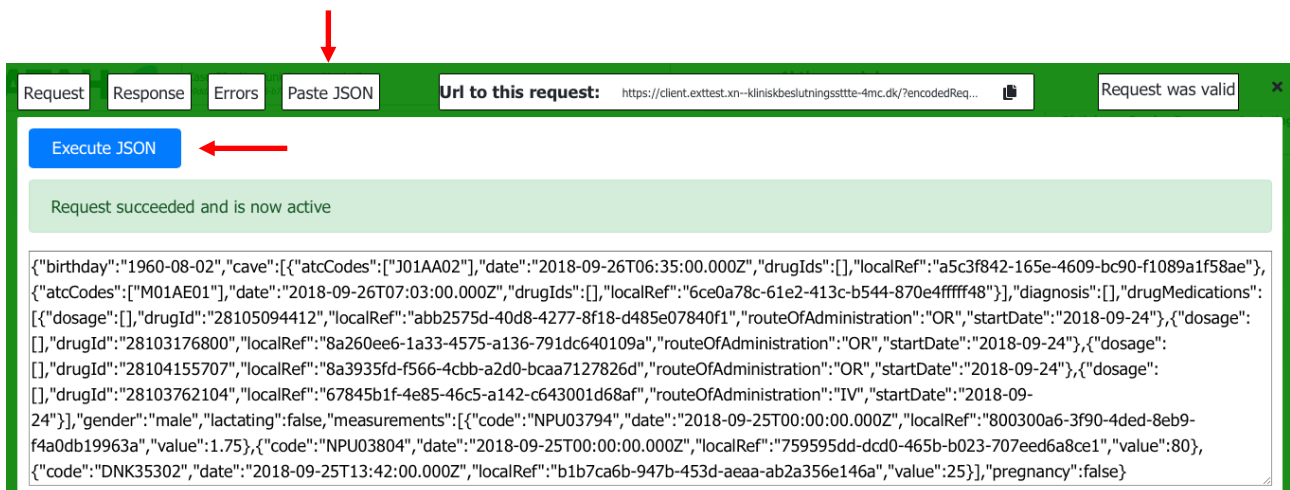 Request Response Errors Paste JSON Url to this request: https://client.exttest.xn--kliniskbeslutningssttte-4mc.dk/?encodedReq... Request was valid ×
Execute JSON
Request succeeded and is now active
{"birthday":"1960-08-02","cave":[{"atcCodes":["J01AA02"],"date":"2018-09-26T06:35:00.000Z","drugIds":[],"localRef":"a5c3f842-165e-4609-bc90-f1089a1f58ae"},
{"atcCodes":["M01AE01"],"date":"2018-09-26T07:03:00.000Z","drugIds":[],"localRef":"6ce0a78c-61e2-413c-b544-870e4fffff48"}],"diagnosis":[],"drugMedications":
[{"dosage":[],"drugId":"28105094412","localRef":"abb2575d-40d8-4277-8f18-d485e07840f1","routeOfAdministration":"OR","startDate":"2018-09-24"},{"dosage":
[],"drugId":"28103176800","localRef":"8a260ee6-1a33-4575-a136-791dc640109a","routeOfAdministration":"OR","startDate":"2018-09-24"},{"dosage":
[],"drugId":"28104155707","localRef":"8a3935fd-f566-4cbb-a2d0-bcaa7127826d","routeOfAdministration":"OR","startDate":"2018-09-24"},{"dosage":
[],"drugId":"28103762104","localRef":"67845b1f-4e85-46c5-a142-c643001d68af","routeOfAdministration":"IV","startDate":"2018-09-
24"}],"gender":"male","lactating":false,"measurements":[{"code":"NPU03794","date":"2018-09-25T00:00:00.000Z","localRef":"800300a6-3f90-4ded-8eb9-
f4a0db19963a","value":1.75},{"code":"NPU03804","date":"2018-09-25T00:00:00.000Z","localRef":"759595dd-dcd0-465b-b023-707eed6a8ce1","value":80},
{"code":"DNK35302","date":"2018-09-25T13:42:00.000Z","localRef":"b1b7ca6b-947b-453d-aeaa-ab2a356e146a","value":25}],"pregnancy":false}